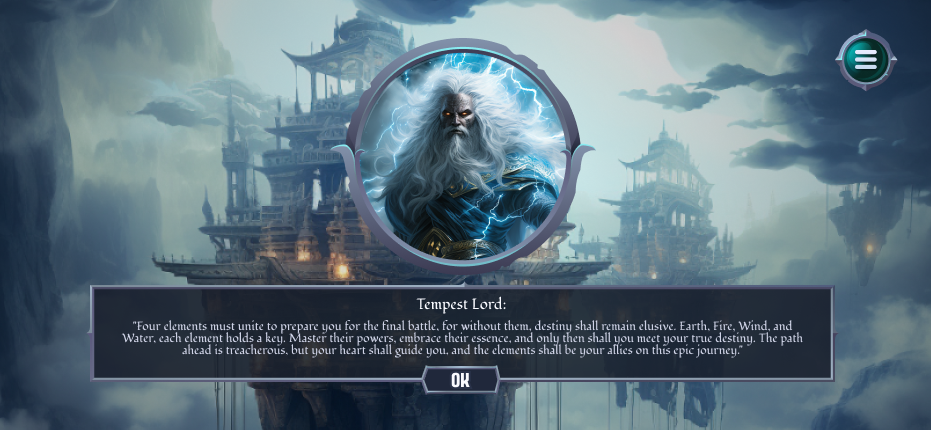 Tempest Lord:
"Four elements must unite to prepare you for the final battle, for without them, destiny shall remain elusive. Earth, Fire, Wind, and
Water, each element holds a key. Master their powers, embrace their essence, and only then shall you meet your true destiny. The path
ahead is treacherous, but your heart shall guide you, and the elements shall be your allies on this epic journey."
OK